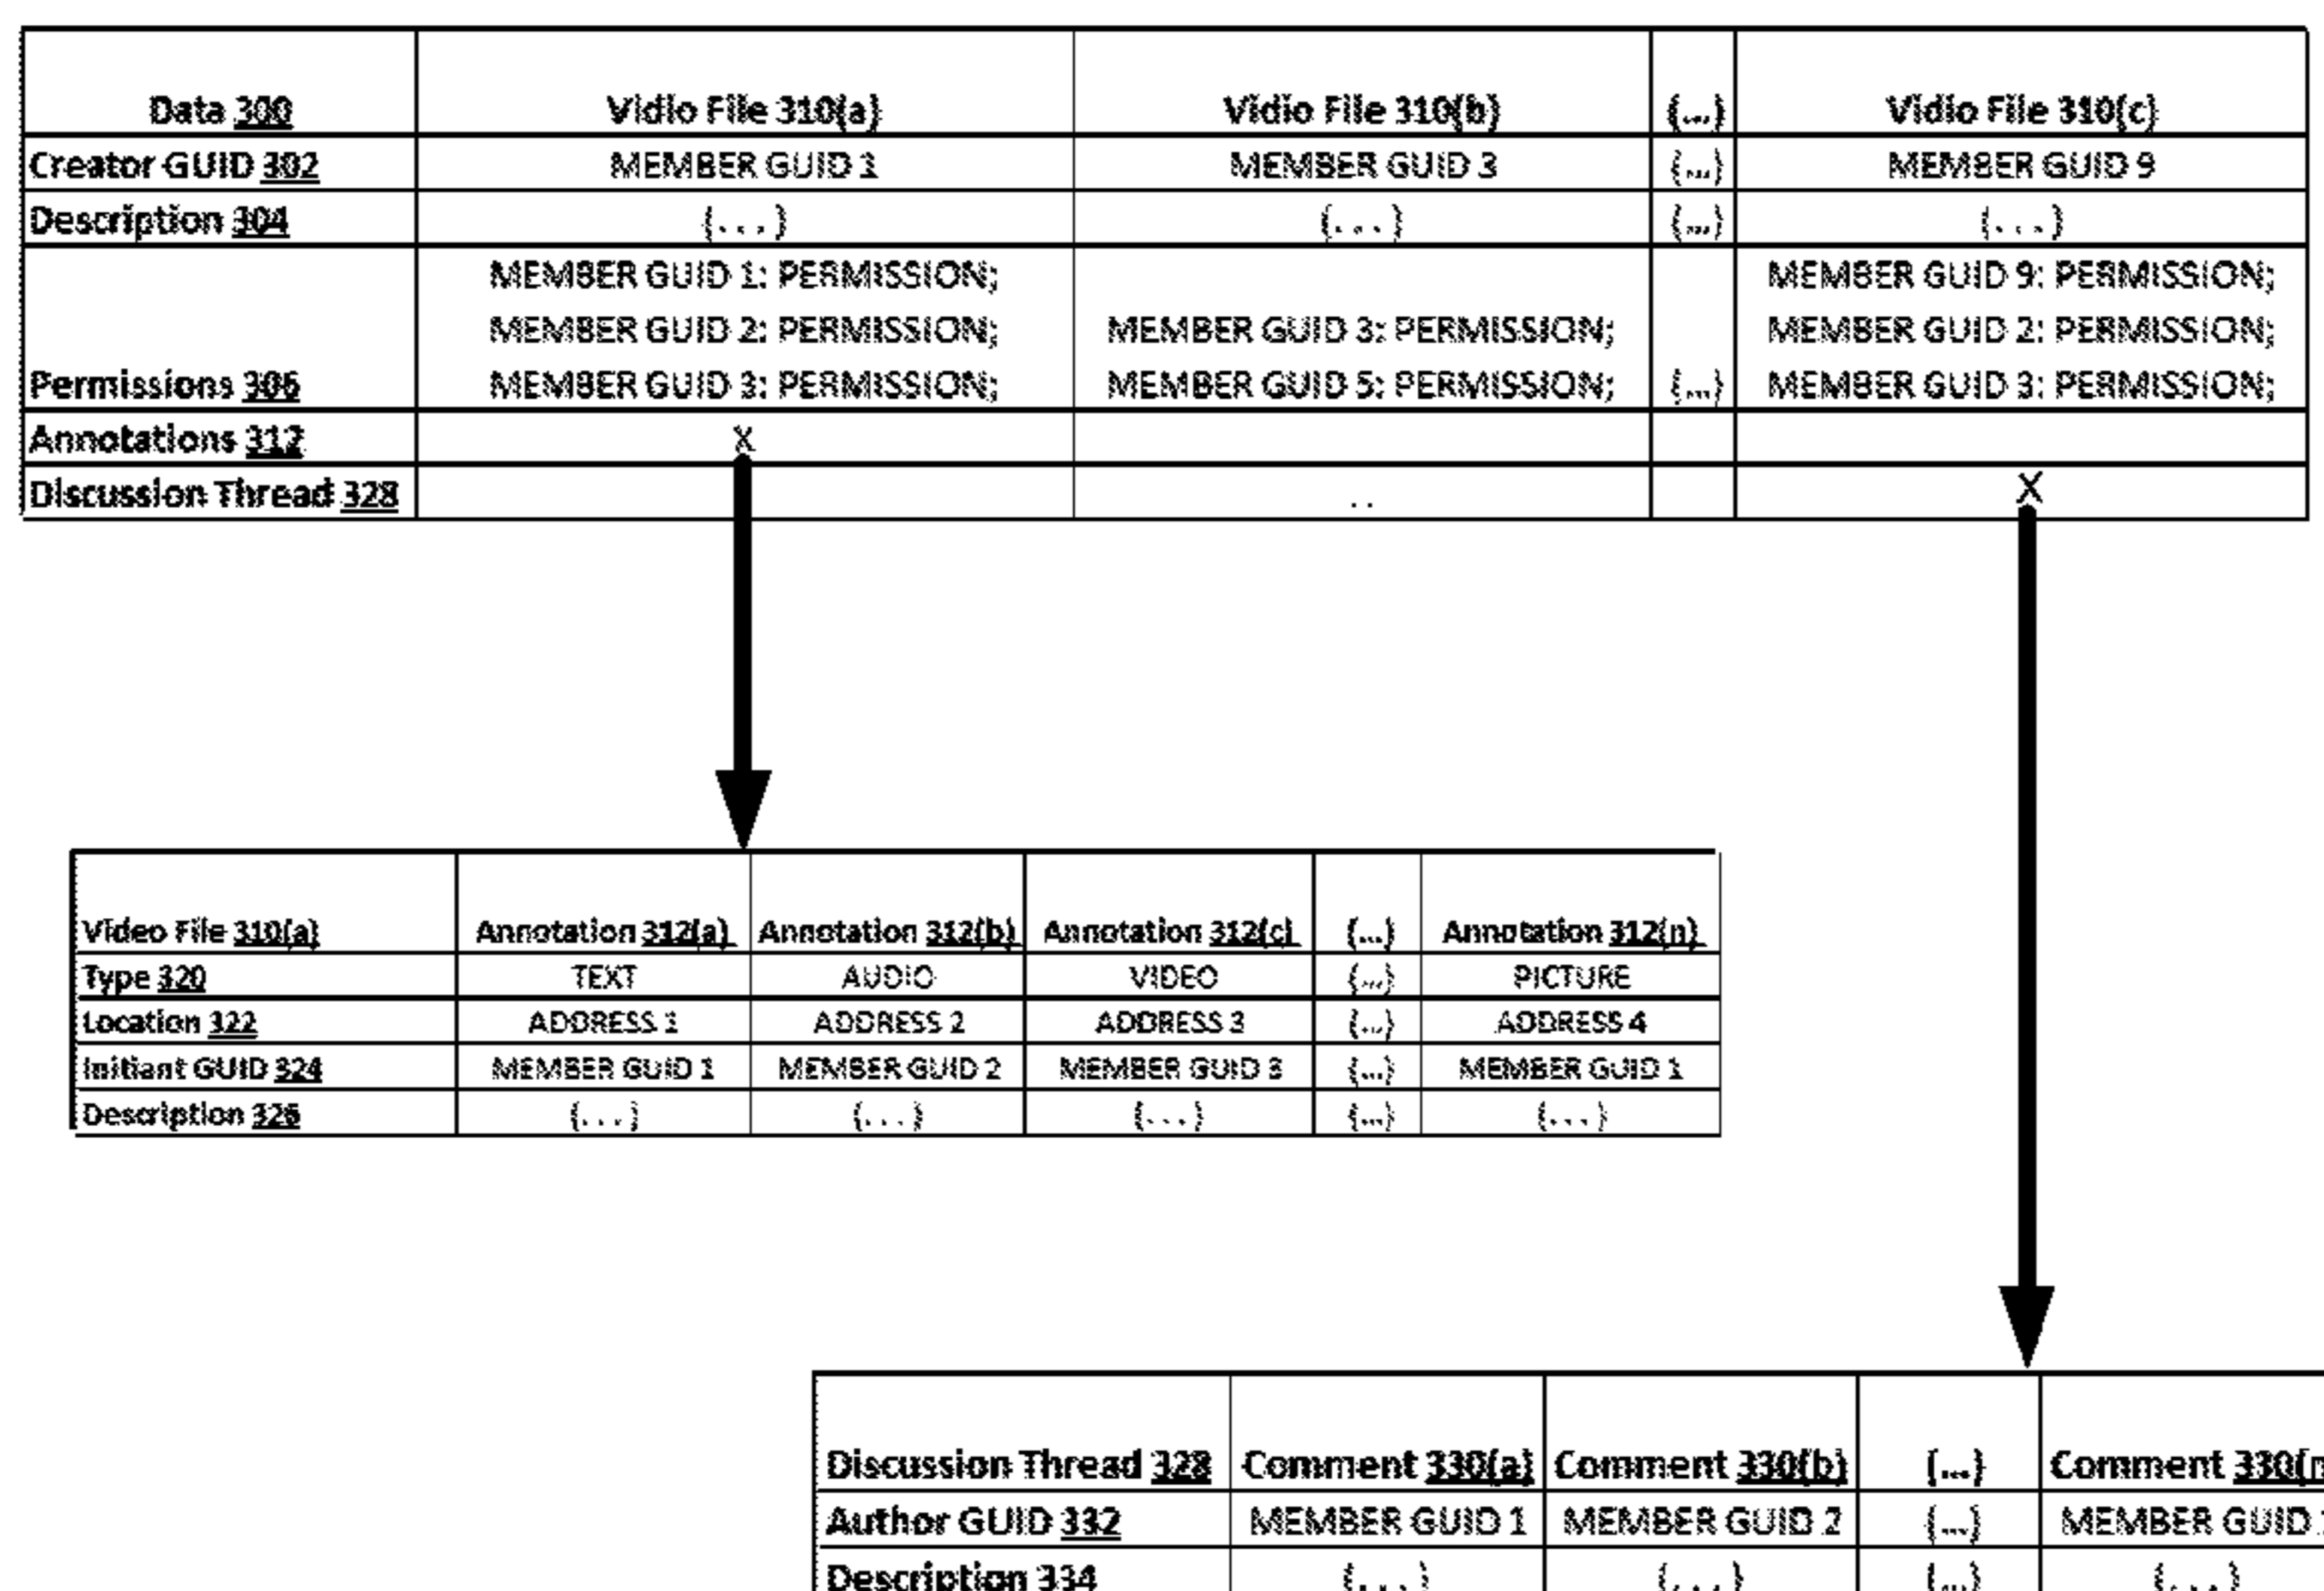 Data 300 Vidio File 310(a) Vidio File 310(b) (...) Vidio File 310(c)
Creator GUID 302 MEMBER GUID 1 MEMBER GUID 3 (...) MEMBER GUID 9
Description 304 (...) (...) (...) (...)
MEMBER GUID 1: PERMISSION; MEMBER GUID 9: PERMISSION;
MEMBER GUID 2: PERMISSION; MEMBER GUID 3: PERMISSION; MEMBER GUID 2: PERMISSION;
Permissions 306 MEMBER GUID 3: PERMISSION; MEMBER GUID 5: PERMISSION; (...) MEMBER GUID 3: PERMISSION;
Annotations 312 X
Discussion Thread 328 .. X
Video File 310(a) Annotation 312(a) Annotation 312(b) Annotation 312(c) (...) Annotation 312(n)
Type 320 TEXT AUDIO VIDEO (...) PICTURE
Location 322 ADDRESS 1 ADDRESS 2 ADDRESS 3 (...) ADDRESS 4
Initiant GUID 324 MEMBER GUID 1 MEMBER GUID 2 MEMBER GUID 3 (...) MEMBER GUID 1
Description 326 (...) (...) (...) (...) (...)
Discussion Thread 328 Comment 330(a) Comment 330(b) (...) Comment
Author GUID 332 MEMBER GUID 1 MEMBER GUID 2 (...) MEMBER GUID
Description 334 (...) (...) (...) (...)